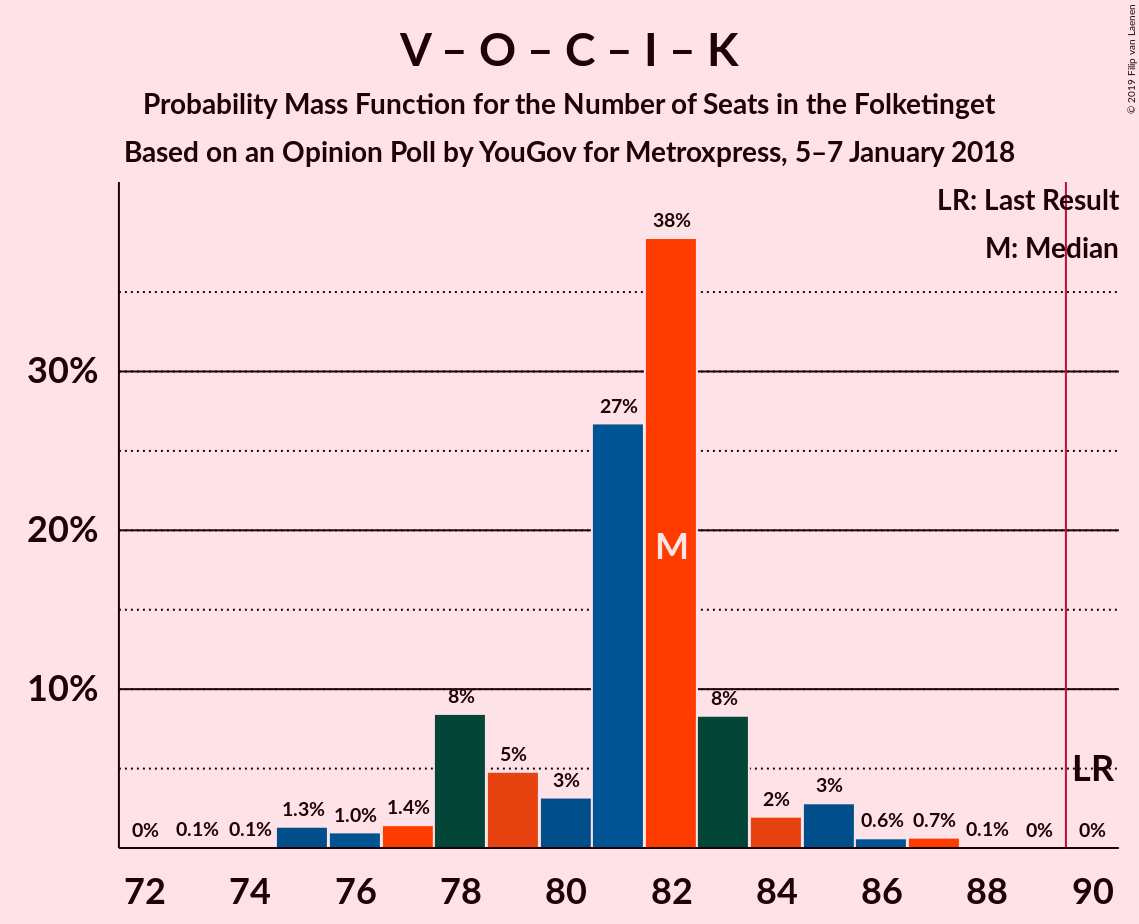 V – O – C – I – K
Probability Mass Function for the Number of Seats in the Folketinget
Based on an Opinion Poll by YouGov for Metroxpress, 5–7 January 2018
© 2019 Filip van Laenen
LR: Last Result
M: Median
38%
30%
27%
20%
M
10%
8%
8%
5%
3%
3%
2%
LR
1.3%
1.0%
1.4%
0.6%
0.7%
0%
0.1%
0.1%
0.1%
0%
0%
72 74 76 78 80 82 84 86 88 90